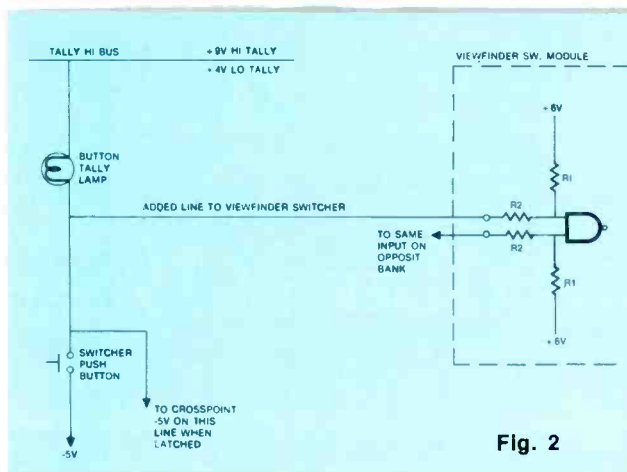 TALLY HI BUS
+9V HI TALLY
+4V LO TALLY
BUTTON
TALLY
LAMP
ADDED LINE TO VIEWFINDER SWITCHER
SWITCHER
PUSH
BUTTON
-5V
TO CROSSPOINT
-5V ON THIS
LINE WHEN
LATCHED
VIEWFINDER SW. MODULE
+6V
R1
R2
TO SAME
INPUT ON
OPPOSIT
BANK
R2
R1
+6V
Fig. 2